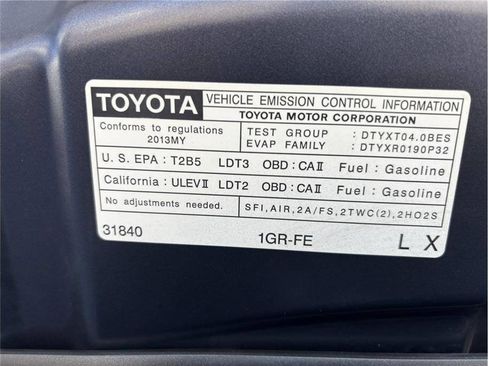 TOYOTA VEHICLE EMISSION CONTROL INFORMATION
TOYOTA MOTOR CORPORATION
Conforms to regulations
2013MY
TEST GROUP : DTYXT04.0BES
EVAP FAMILY : DTYXR0190P32
U. S. EPA : T2B5 LDT3 OBD : CAII Fuel : Gasoline
California : ULEVII LDT2 OBD : CAII Fuel : Gasoline
No adjustments needed. SFI,AIR,2A/FS,2TWC(2),2HO2S
31840 1GR-FE L X